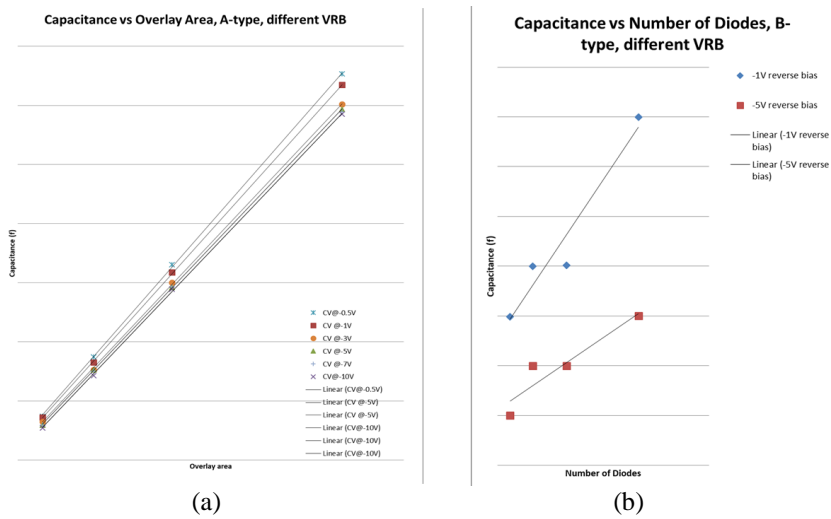 Capacitance vs Overlay Area, A-type, different VRB
Capacitance (f)
CV@-0.5V
CV @-1V
CV @-3V
CV @-5V
CV @-7V
CV@-10V
Linear (CV@-0.5V)
Linear (CV @-5V)
Linear (CV @-5V)
Linear (CV@-10V)
Linear (CV@-10V)
Linear (CV@-10V)
Overlay area
(a)
Capacitance vs Number of Diodes, B-
type, different VRB
-1V reverse bias
-5V reverse bias
Linear (-1V reverse
bias)
Linear (-5V reverse
bias)
Capacitance (f)
Number of Diodes
(b)